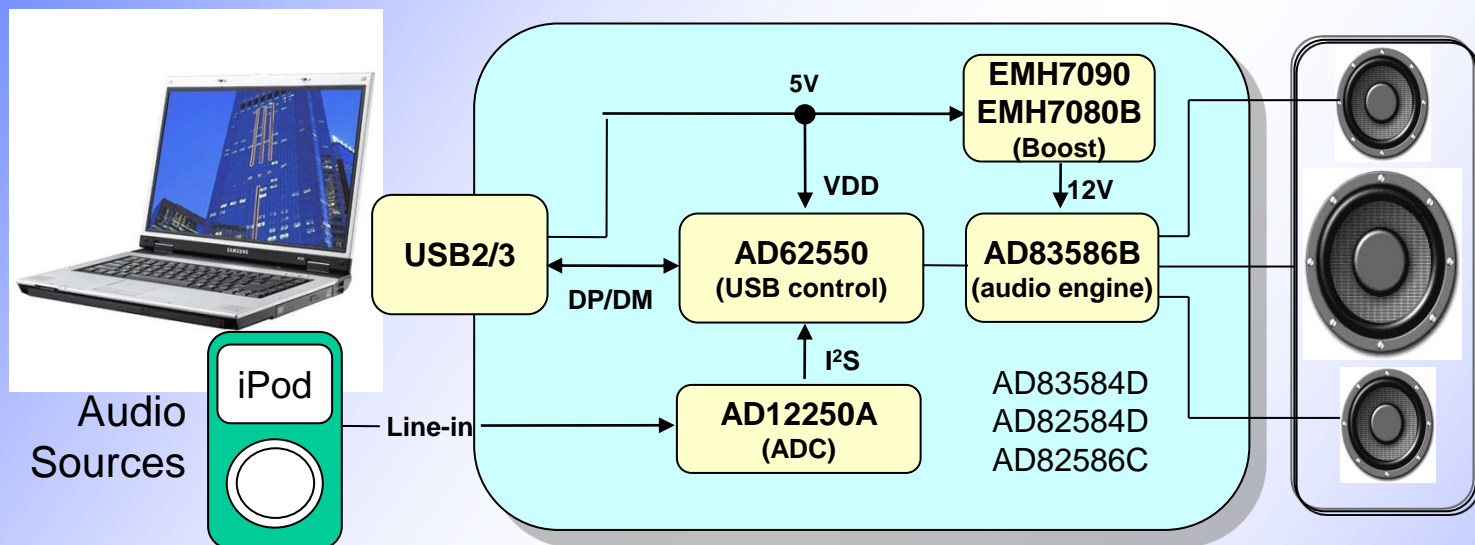 5V
EMH7090
EMH7080B
(Boost)
VDD
12V
USB2/3
AD62550
(USB control)
AD83586B
(audio engine)
DP/DM
I²S
iPod
Audio
Sources
Line-in
AD12250A
(ADC)
AD83584D
AD82584D
AD82586C
SAMSUNG